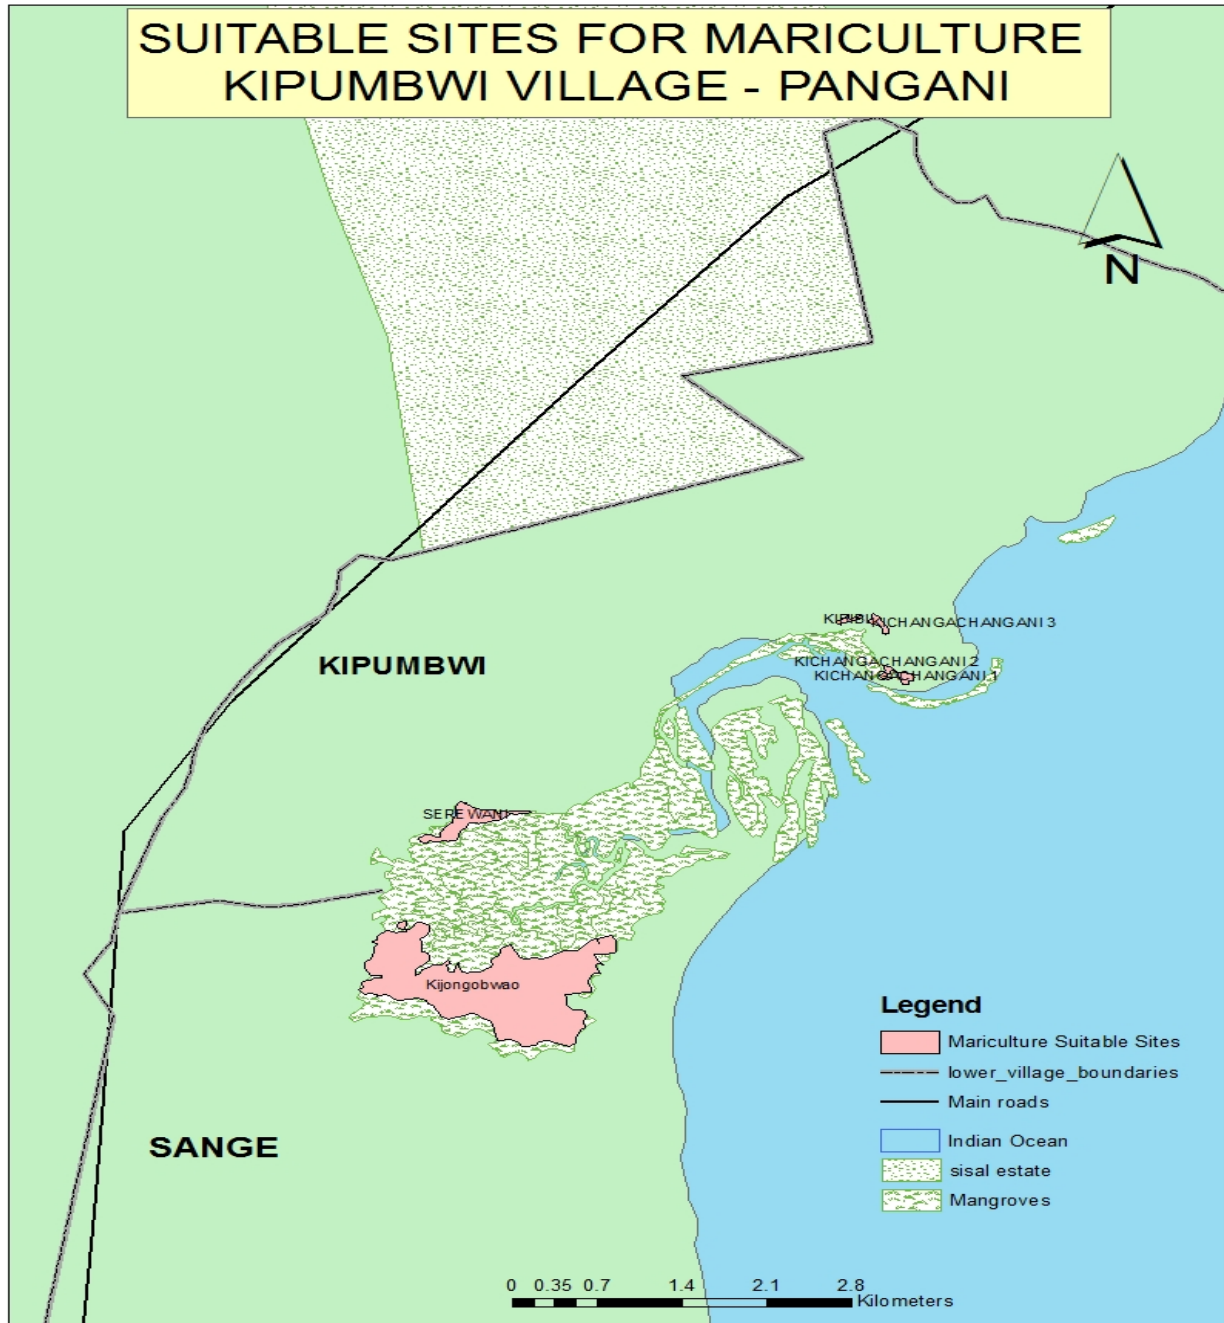 SUITABLE SITES FOR MARICULTURE
KIPUMBWI VILLAGE - PANGANI
N
KICHANGACHANGANI 3
KIPUMBWI
KICHANGACHANGANI 2
KICHANGACHANGANI 1
SEREWANI
Kijongobwao
SANGE
Legend
Mariculture Suitable Sites
lower_village_boundaries
Main roads
Indian Ocean
sisal estate
Mangroves
0 0.35 0.7 1.4 2.1 2.8
Kilometers